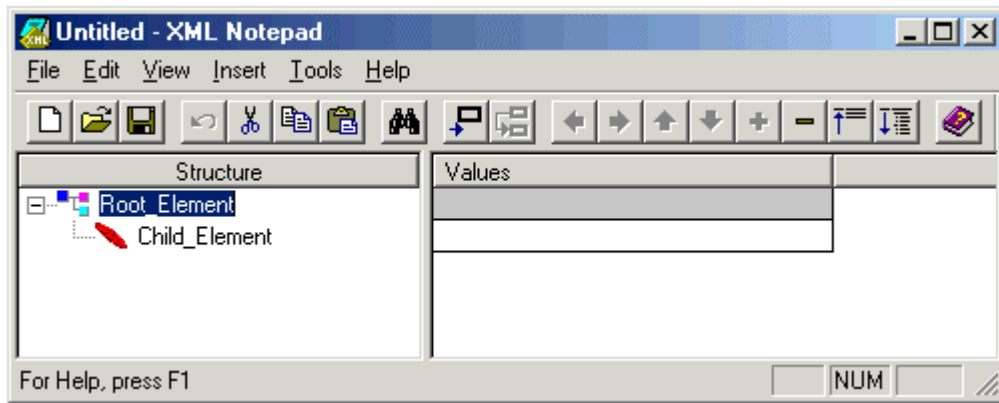 Untitled - XML Notepad
File Edit View Insert Tools Help
Structure
Values
Root_Element
Child_Element
For Help, press F1
NUM